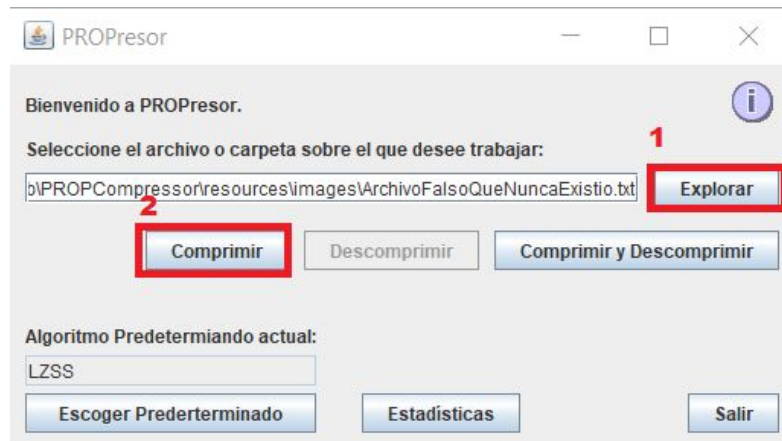 PROPresor
Bienvenido a PROPresor.
i
1
Seleccione el archivo o carpeta sobre el que desee trabajar:
b\PROPCompressor\resources\images\ArchivoFalsoQueNuncaExistio.txt Explorar
2
Comprimir Descomprimir Comprimir y Descomprimir
Algoritmo Predetermiando actual:
LZSS
Escoger Prederterminado Estadísticas Salir